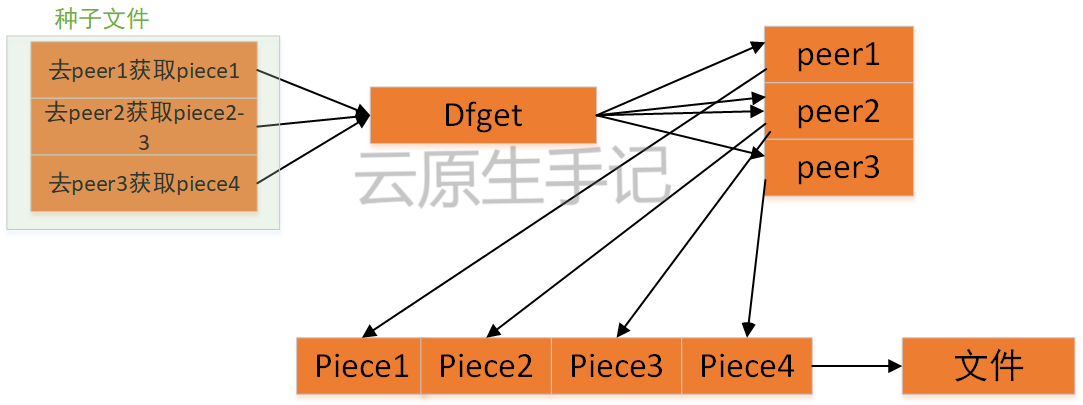 种子文件
去peer1获取piece1
去peer2获取piece2-
3
去peer3获取piece4
Dfget
peer1
peer2
peer3
云原生手记
Piece1
Piece2
Piece3
Piece4
文件